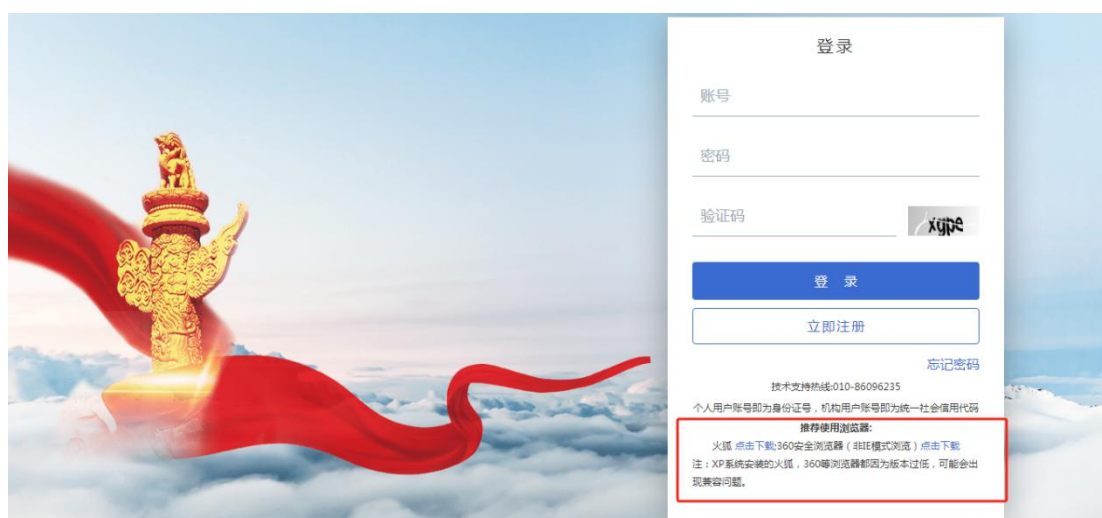 登录
账号
密码
验证码
xgpe
登 录
立即注册
忘记密码
技术支持热线:010-86096235
个人用户账号即为身份证号，机构用户账号即为统一社会信用代码
推荐使用浏览器:
火狐 点击下载;360安全浏览器（非IE模式浏览）点击下载
注：XP系统安装的火狐，360等浏览器都因为版本过低，可能会出
现兼容问题。